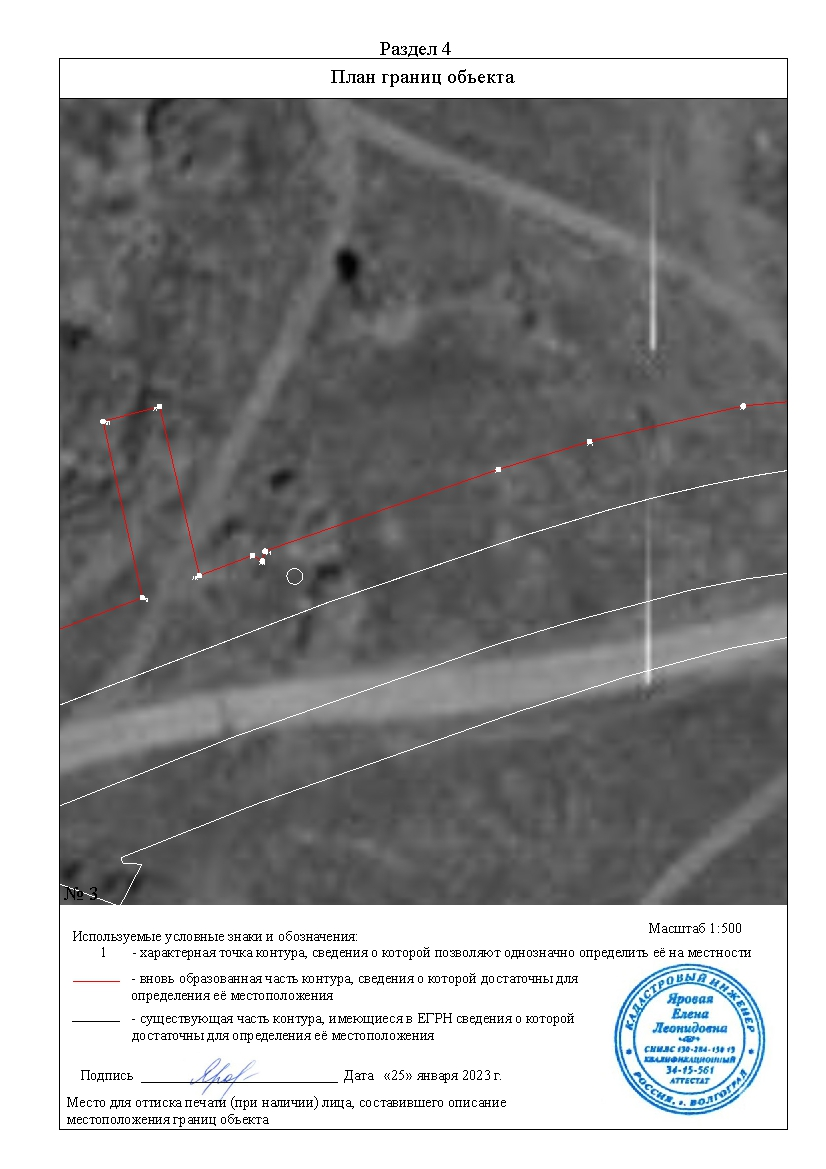 Раздел 4
План границ объекта
№ 3
Масштаб 1:500
Используемые условные знаки и обозначения:
1 - характерная точка контура, сведения о которой позволяют однозначно определить её на местности
- вновь образованная часть контура, сведения о которой достаточны для
определения её местоположения
- существующая часть контура, имеющиеся в ЕГРН сведения о которой
достаточны для определения её местоположения
Подпись Дата «25» января 2023 г.
Место для оттиска печати (при наличии) лица, составившего описание
местоположения границ объекта
КАДАСТРОВЫЙ ИНЖЕНЕР
Яровая
Елена
Леонидовна
СНИЛС
КВАЛИФИКАЦИОННЫЙ
34-15-561
АТТЕСТАТ
РОССИЯ, г. ВОЛГОГРАД